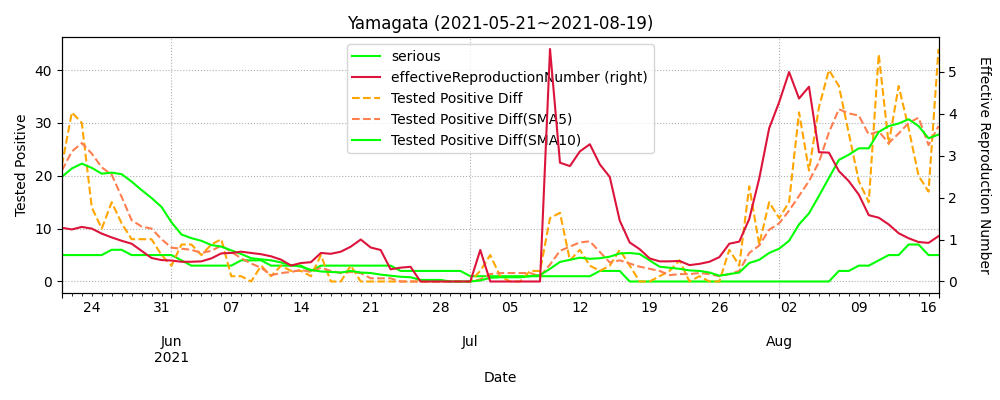 Yamagata (2021-05-21~2021-08-19)
serious
effectiveReproductionNumber (right)
Tested Positive Diff
Tested Positive Diff(SMA5)
Tested Positive Diff(SMA10)
Tested Positive
40
30
20
10
0
Effective Reproduction Number
5
4
3
2
1
0
24 31 07 14 21 28 05 12 19 26 02 09 16
Jun Jul Aug
2021
Date